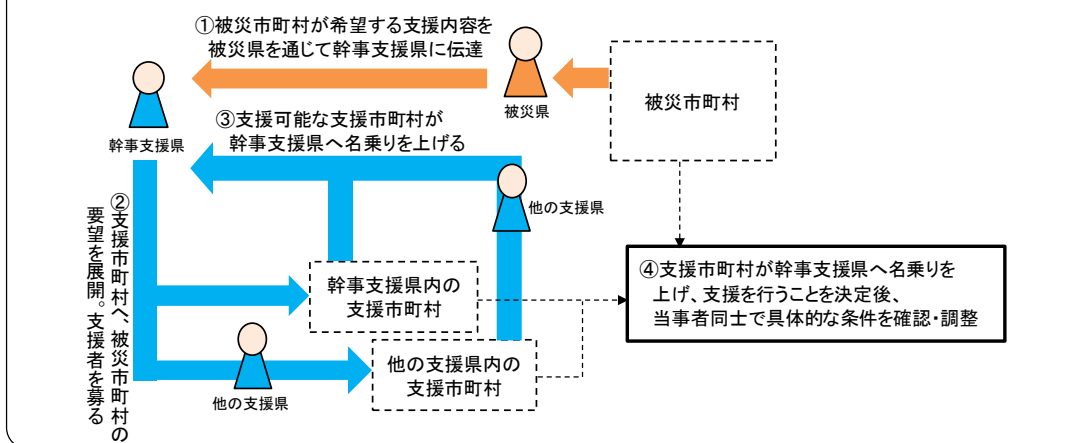 ①被災市町村が希望する支援内容を
被災県を通じて幹事支援県に伝達
被災県
被災市町村
幹事支援県
③支援可能な支援市町村が
幹事支援県へ名乗りを上げる
他の支援県
②支援市町村へ、被災市町村の
要望を展開。支援者を募る
幹事支援県内の
支援市町村
④支援市町村が幹事支援県へ名乗りを
上げ、支援を行うことを決定後、
当事者同士で具体的な条件を確認・調整
他の支援県
他の支援県内の
支援市町村